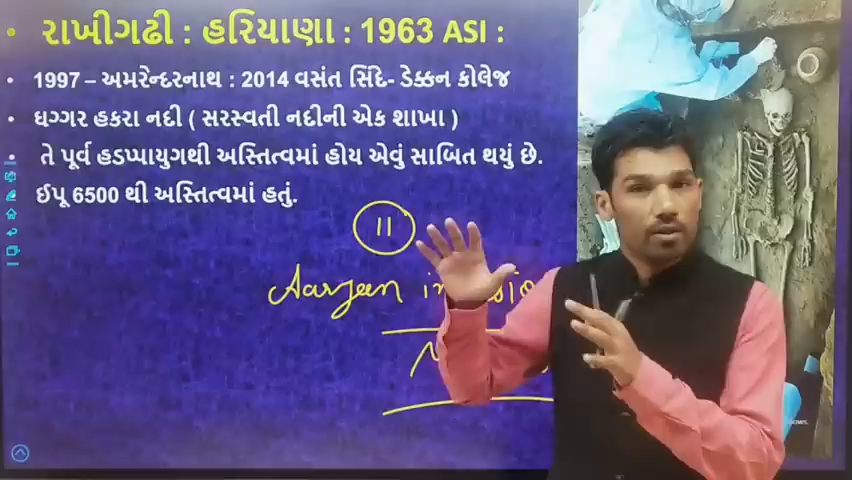 • રાખીગઢી : હરિયાણા : 1963 ASI :
• 1997 – અમરેન્દરનાથ : 2014 વસંત સિંદે- ડેક્કન કોલેજ
• ઘગ્ગર હકરા નદી ( સરસ્વતી નદીની એક શાખા )
• તે પૂર્વ હડપ્પાયુગથી અસ્તિત્વમાં હોય એવું સાબિત થયું છે.
ઈપૂ 6500 થી અસ્તિત્વમાં હતું.
11
Aaryan